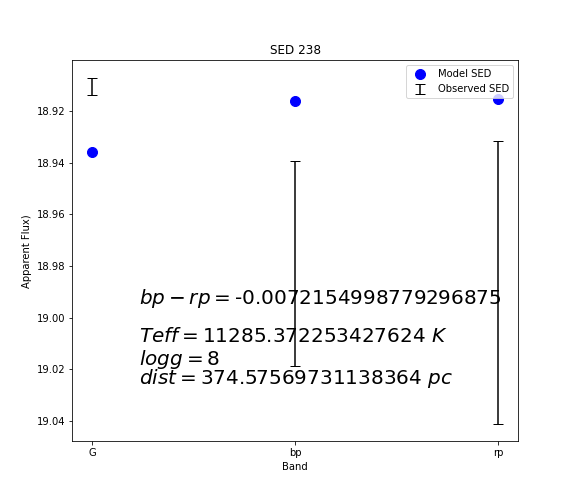 SED 238
Model SED
Observed SED
18.92
18.94
18.96
18.98
19.00
19.02
19.04
Apparent Flux)
bp − rp = -0.0072154998779296875
Teff = 11285.372253427624 K
logg = 8
dist = 374.57569731138364 pc
G
bp
rp
Band